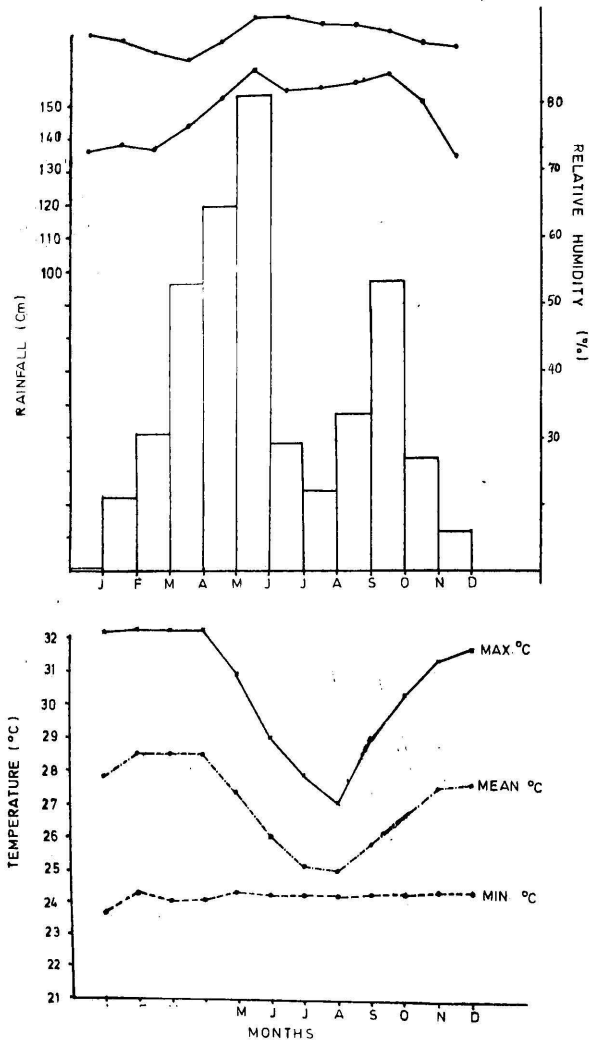 150
140
130
120
110
100
RAINFALL (Cm)
80
70
60
50
40
30
RELATIVE HUMIDITY (%)
J F M A M J J A S O N D
32
31
30
29
28
27
26
25
24
23
22
21
TEMPERATURE (°C)
MAX. °C
MEAN °C
MIN °C
M J J A S O N D
MONTHS